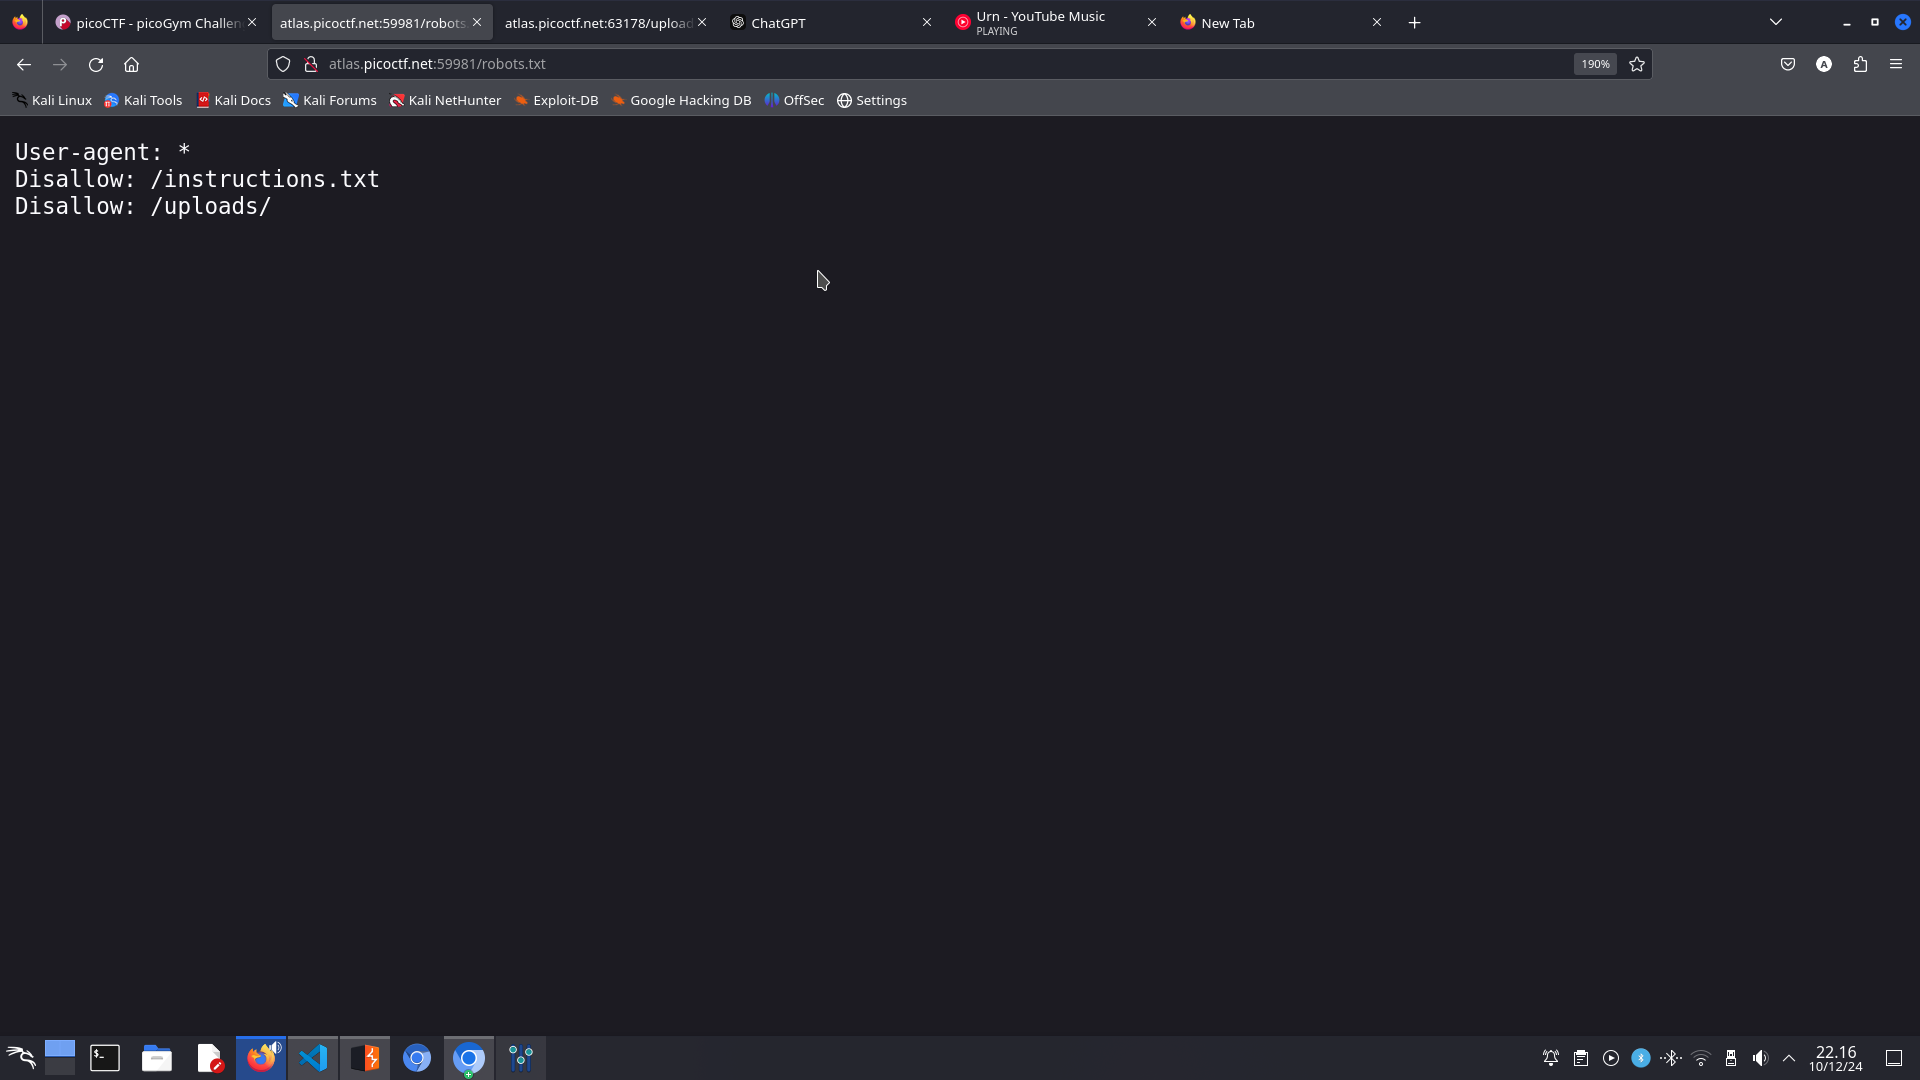 picoCTF - picoGym Challen
atlas.picoctf.net:59981/robots
atlas.picoctf.net:63178/upload
ChatGPT
Urn - YouTube Music
PLAYING
New Tab
atlas.picoctf.net:59981/robots.txt
190%
A
Kali Linux
Kali Tools
Kali Docs
Kali Forums
Kali NetHunter
Exploit-DB
Google Hacking DB
OffSec
Settings
User-agent: *
Disallow: /instructions.txt
Disallow: /uploads/
$_
22.16
10/12/24